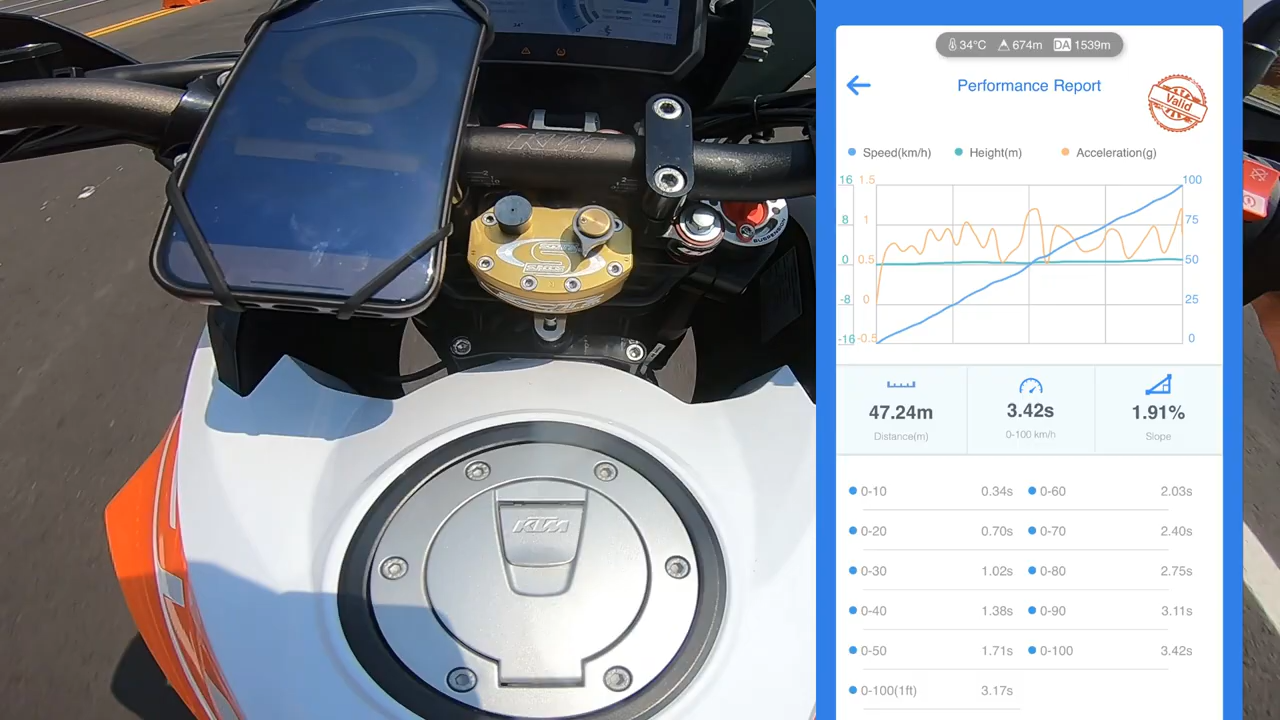 34℃ 674m DA 1539m
Performance Report
Valid
Speed(km/h) Height(m) Acceleration(g)
16 1.5 100
8 1 75
0 0.5 50
-8 0 25
-16 -0.5 0
47.24m 3.42s 1.91%
Distance(m) 0-100 km/h Slope
0-10 0.34s 0-60 2.03s
0-20 0.70s 0-70 2.40s
0-30 1.02s 0-80 2.75s
0-40 1.38s 0-90 3.11s
0-50 1.71s 0-100 3.42s
0-100(1ft) 3.17s
KTM
SUSPENSION
KTM